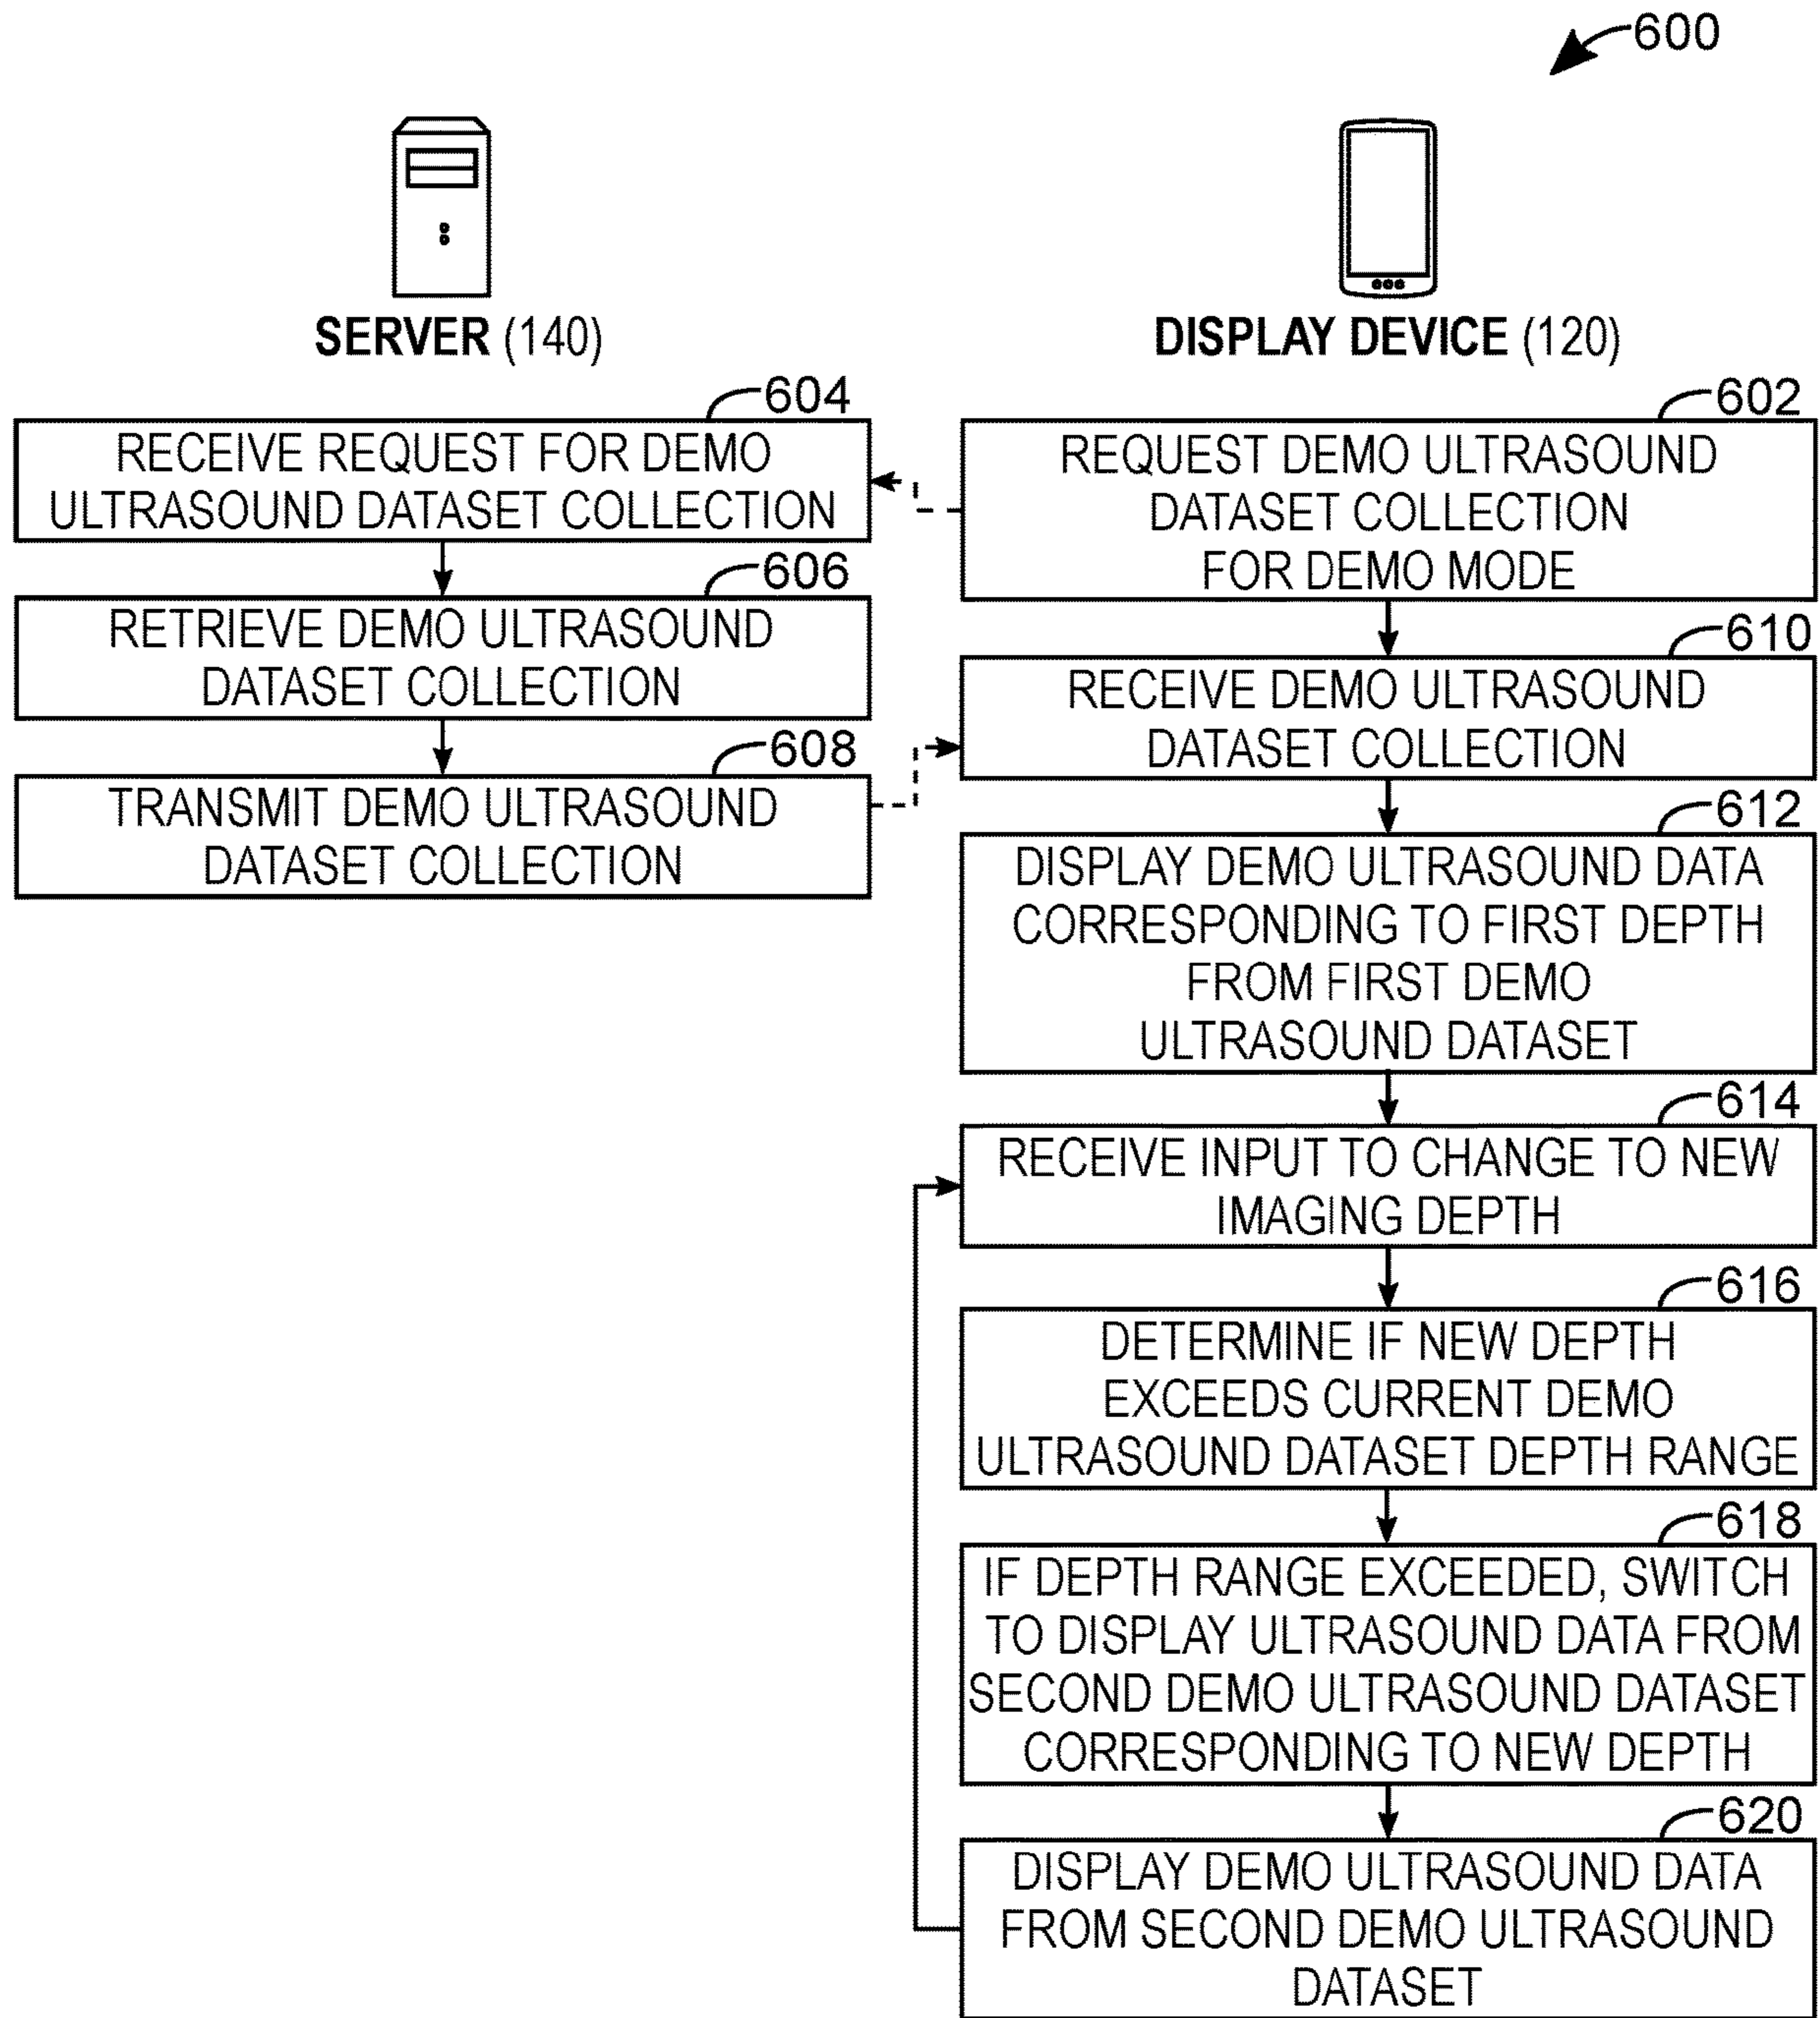 600
SERVER (140)
DISPLAY DEVICE (120)
604
RECEIVE REQUEST FOR DEMO
ULTRASOUND DATASET COLLECTION
606
RETRIEVE DEMO ULTRASOUND
DATASET COLLECTION
608
TRANSMIT DEMO ULTRASOUND
DATASET COLLECTION
602
REQUEST DEMO ULTRASOUND
DATASET COLLECTION
FOR DEMO MODE
610
RECEIVE DEMO ULTRASOUND
DATASET COLLECTION
612
DISPLAY DEMO ULTRASOUND DATA
CORRESPONDING TO FIRST DEPTH
FROM FIRST DEMO
ULTRASOUND DATASET
614
RECEIVE INPUT TO CHANGE TO NEW
IMAGING DEPTH
616
DETERMINE IF NEW DEPTH
EXCEEDS CURRENT DEMO
ULTRASOUND DATASET DEPTH RANGE
618
IF DEPTH RANGE EXCEEDED, SWITCH
TO DISPLAY ULTRASOUND DATA FROM
SECOND DEMO ULTRASOUND DATASET
CORRESPONDING TO NEW DEPTH
620
DISPLAY DEMO ULTRASOUND DATA
FROM SECOND DEMO ULTRASOUND
DATASET